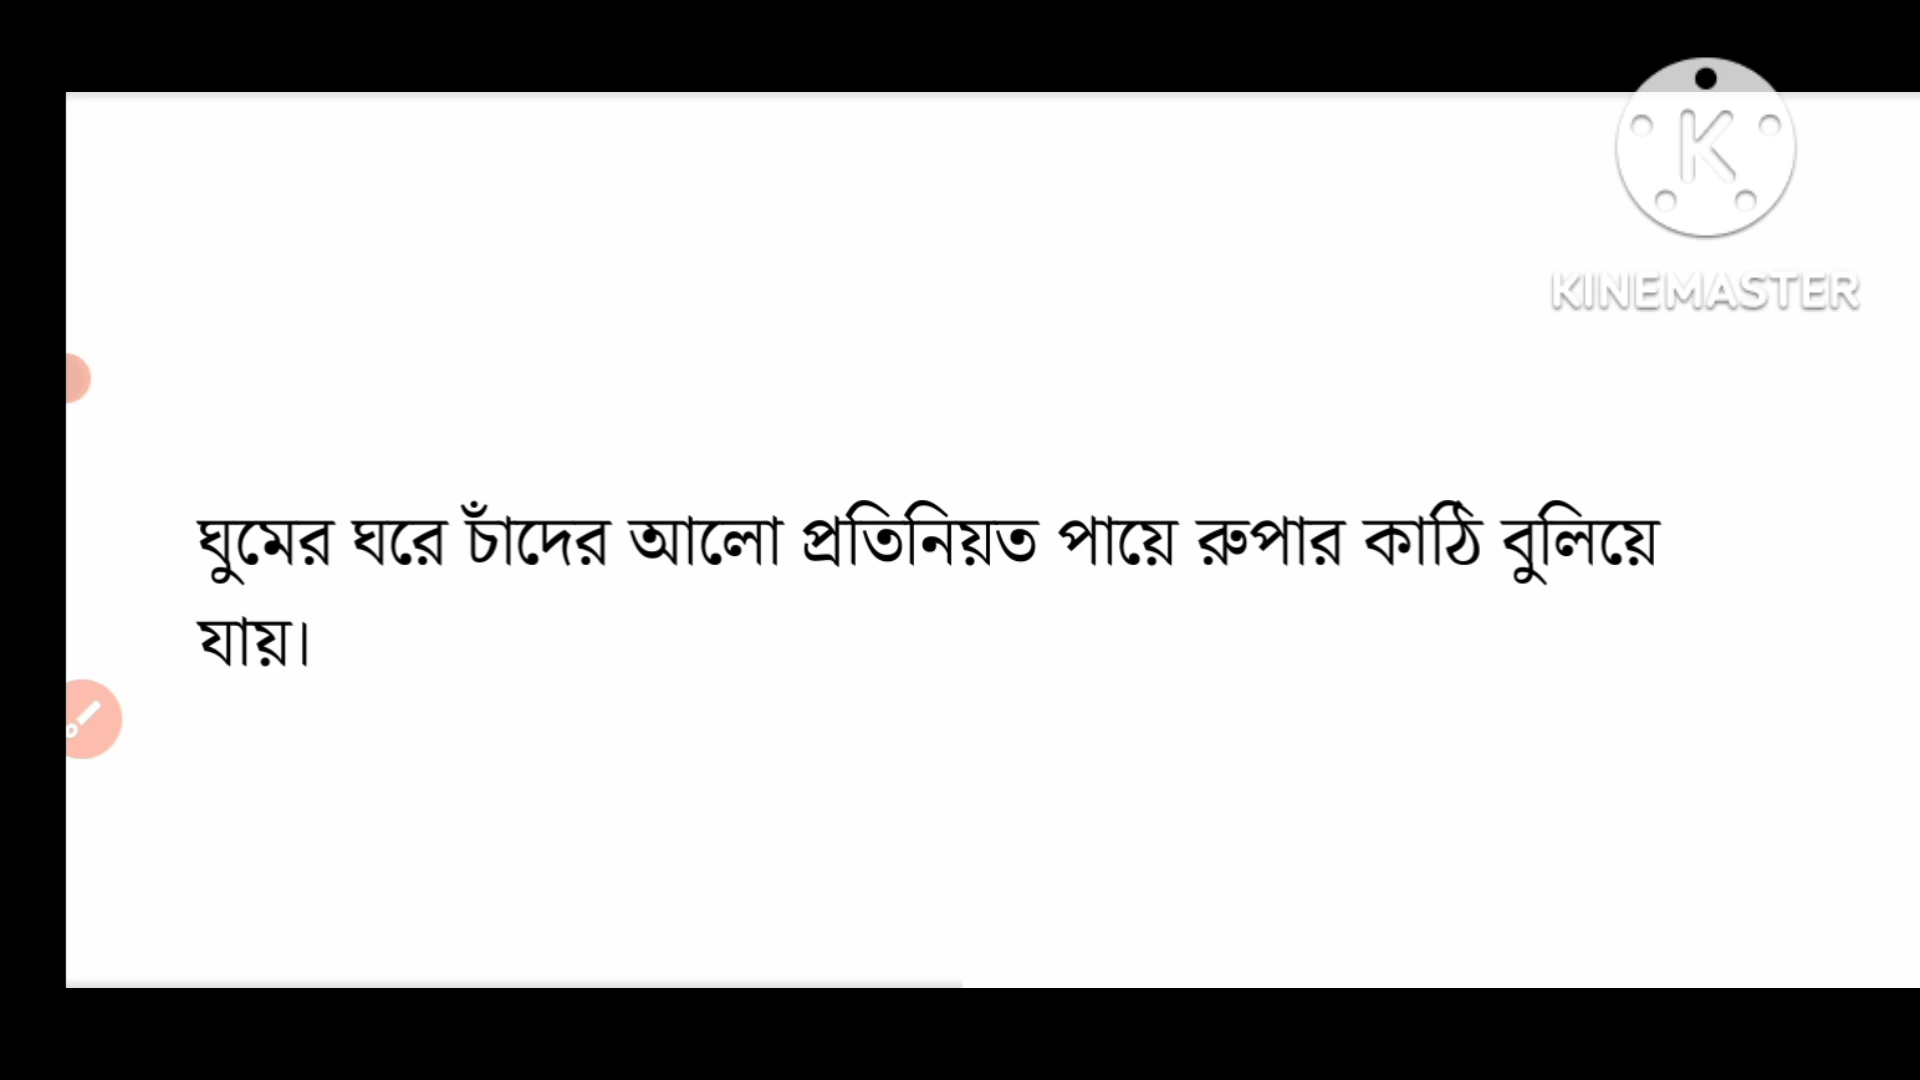 KINEMASTER
ঘুমের ঘরে চাঁদের আলো প্রতিনিয়ত পায়ে রুপার কাঠি বুলিয়ে
যায়।